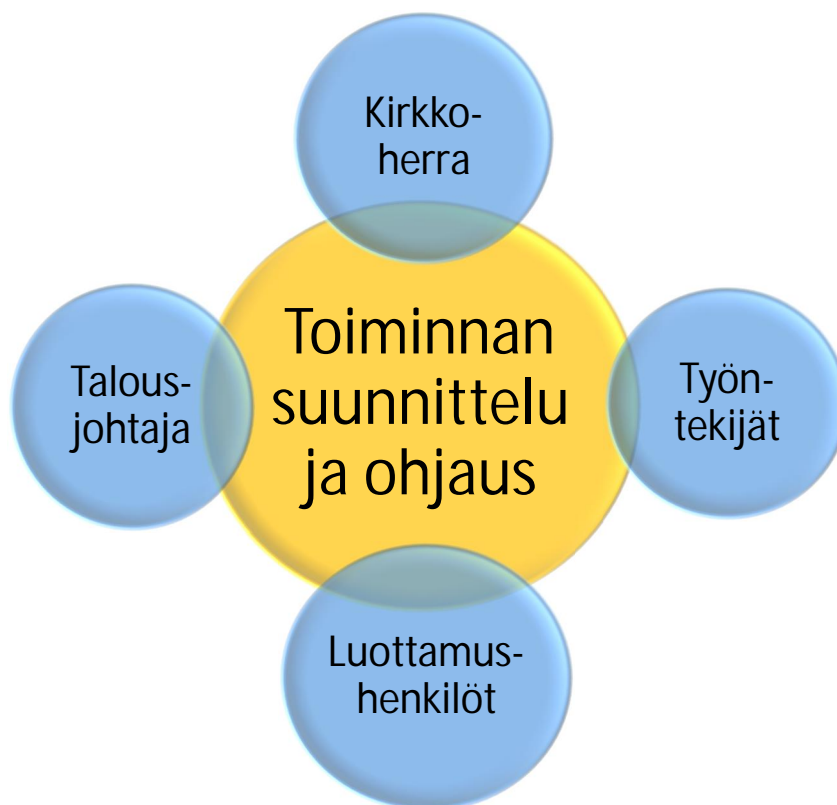 Kirkko-
herra
Toiminnan
suunnittelu
ja ohjaus
Talous-
johtaja
Työn-
tekijät
Luottamus-
henkilöt